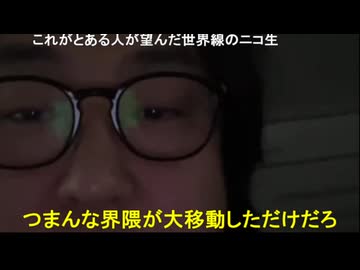 これがとある人が望んだ世界線のニコ生
つまんな界隈が大移動しただけだろ